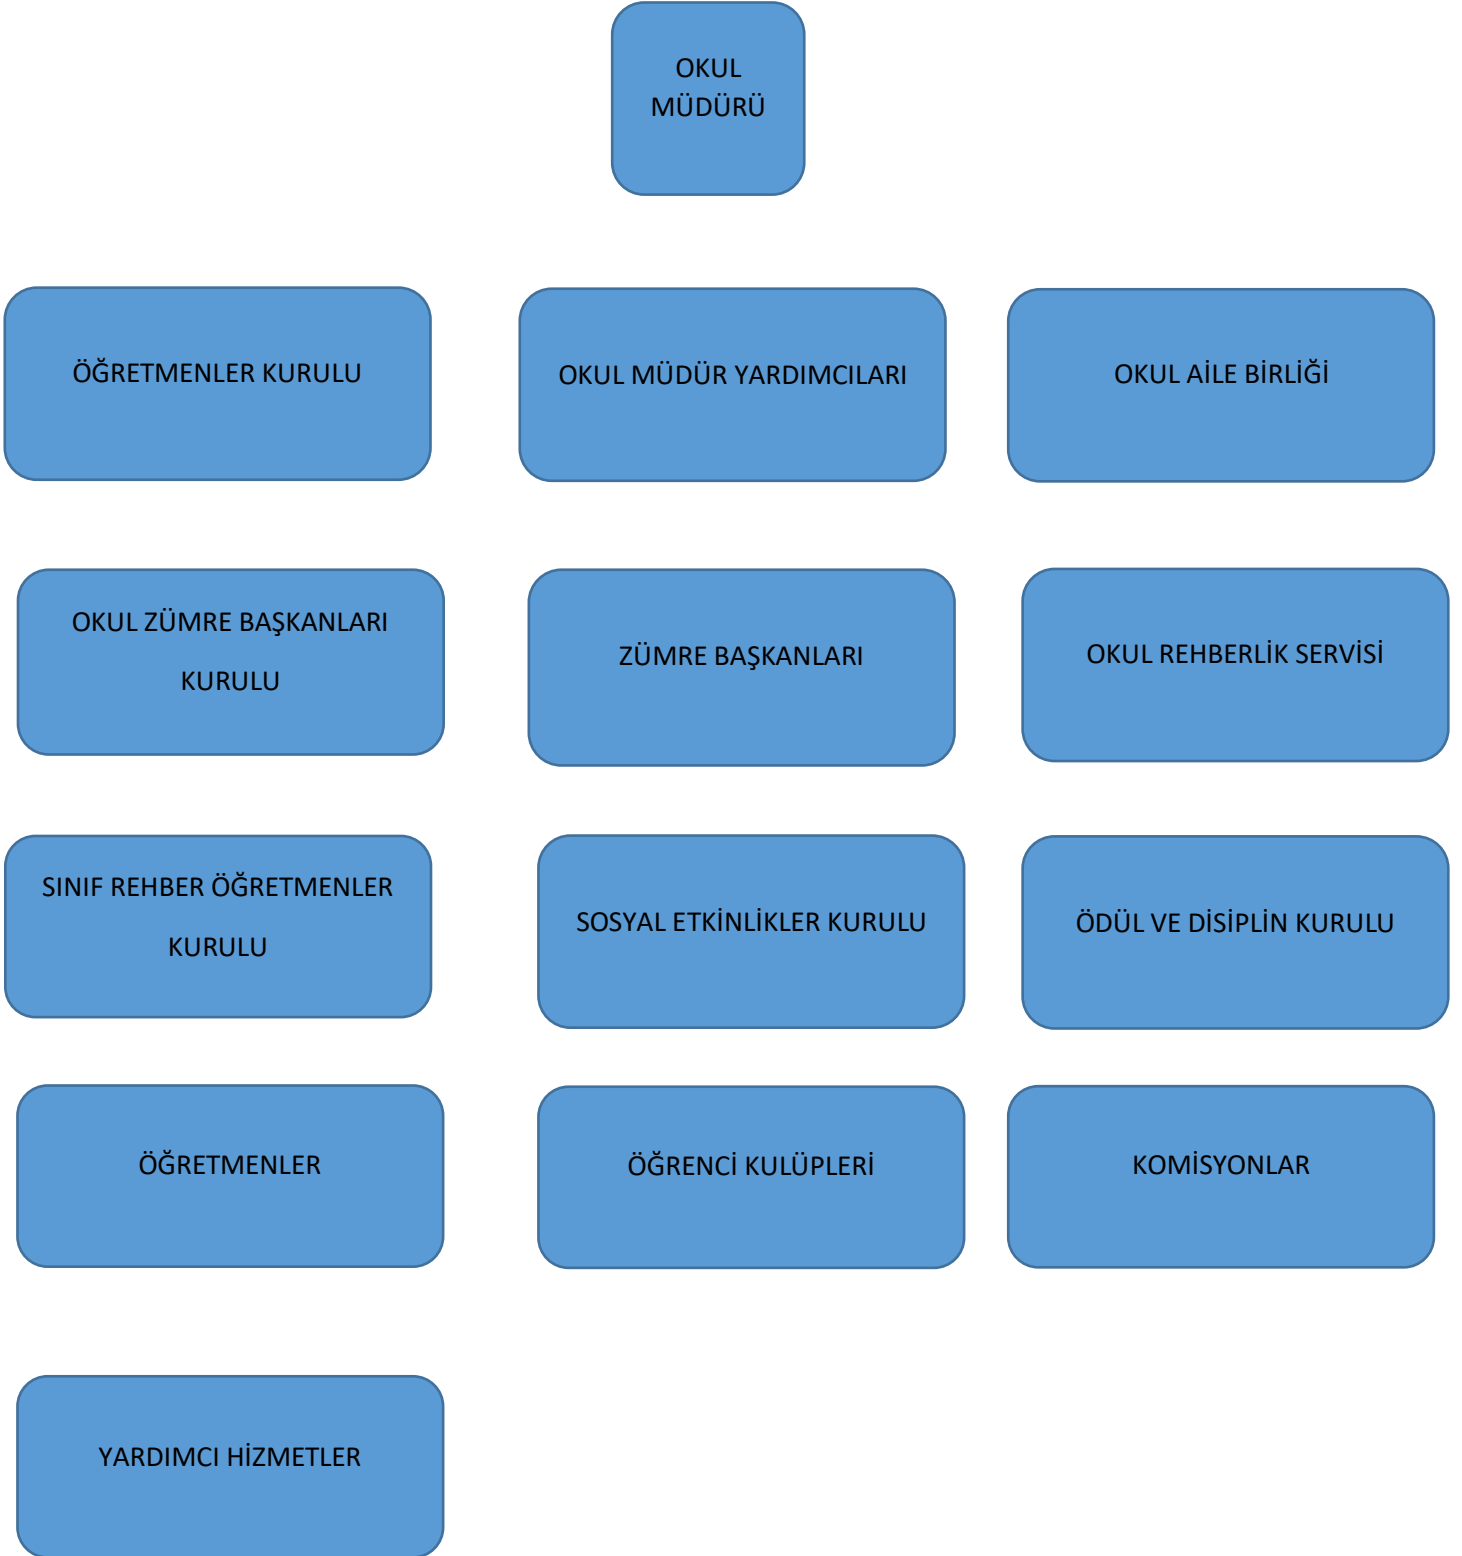 OKUL
MÜDÜRÜ
ÖĞRETMENLER KURULU
OKUL MÜDÜR YARDIMCILARI
OKUL AİLE BİRLİĞİ
OKUL ZÜMRE BAŞKANLARI
KURULU
ZÜMRE BAŞKANLARI
OKUL REHBERLİK SERVİSİ
SINIF REHBER ÖĞRETMENLER
KURULU
SOSYAL ETKİNLİKLER KURULU
ÖDÜL VE DİSİPLİN KURULU
ÖĞRETMENLER
ÖĞRENCİ KULÜPLERİ
KOMİSYONLAR
YARDIMCI HİZMETLER